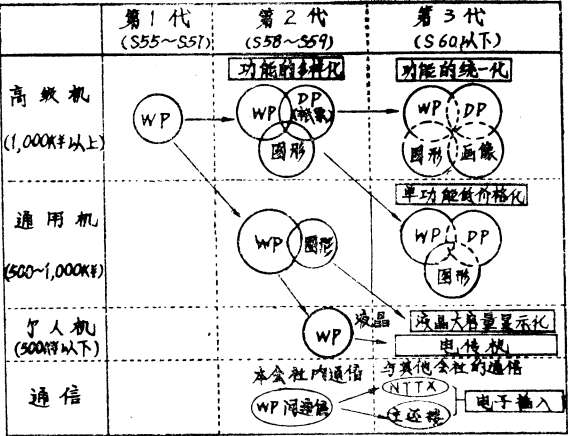 第1代 第2代 第3代
(S55~S57) (S58~S59) (S60以下)
功能的多样化 功能的统一化
高级机
(1,000K¥以上)
WP
WP DP
图形
WP DP
图形 画像
单功能的价格化
通用机
(500~1,000K¥)
WP 图形
WP DP
图形
个人机
(500以下)
WP
液晶
液晶大容量显示化
电传机
通信
本会社内通信 与其他会社的通信
WP间通信
NTTX
电子输入